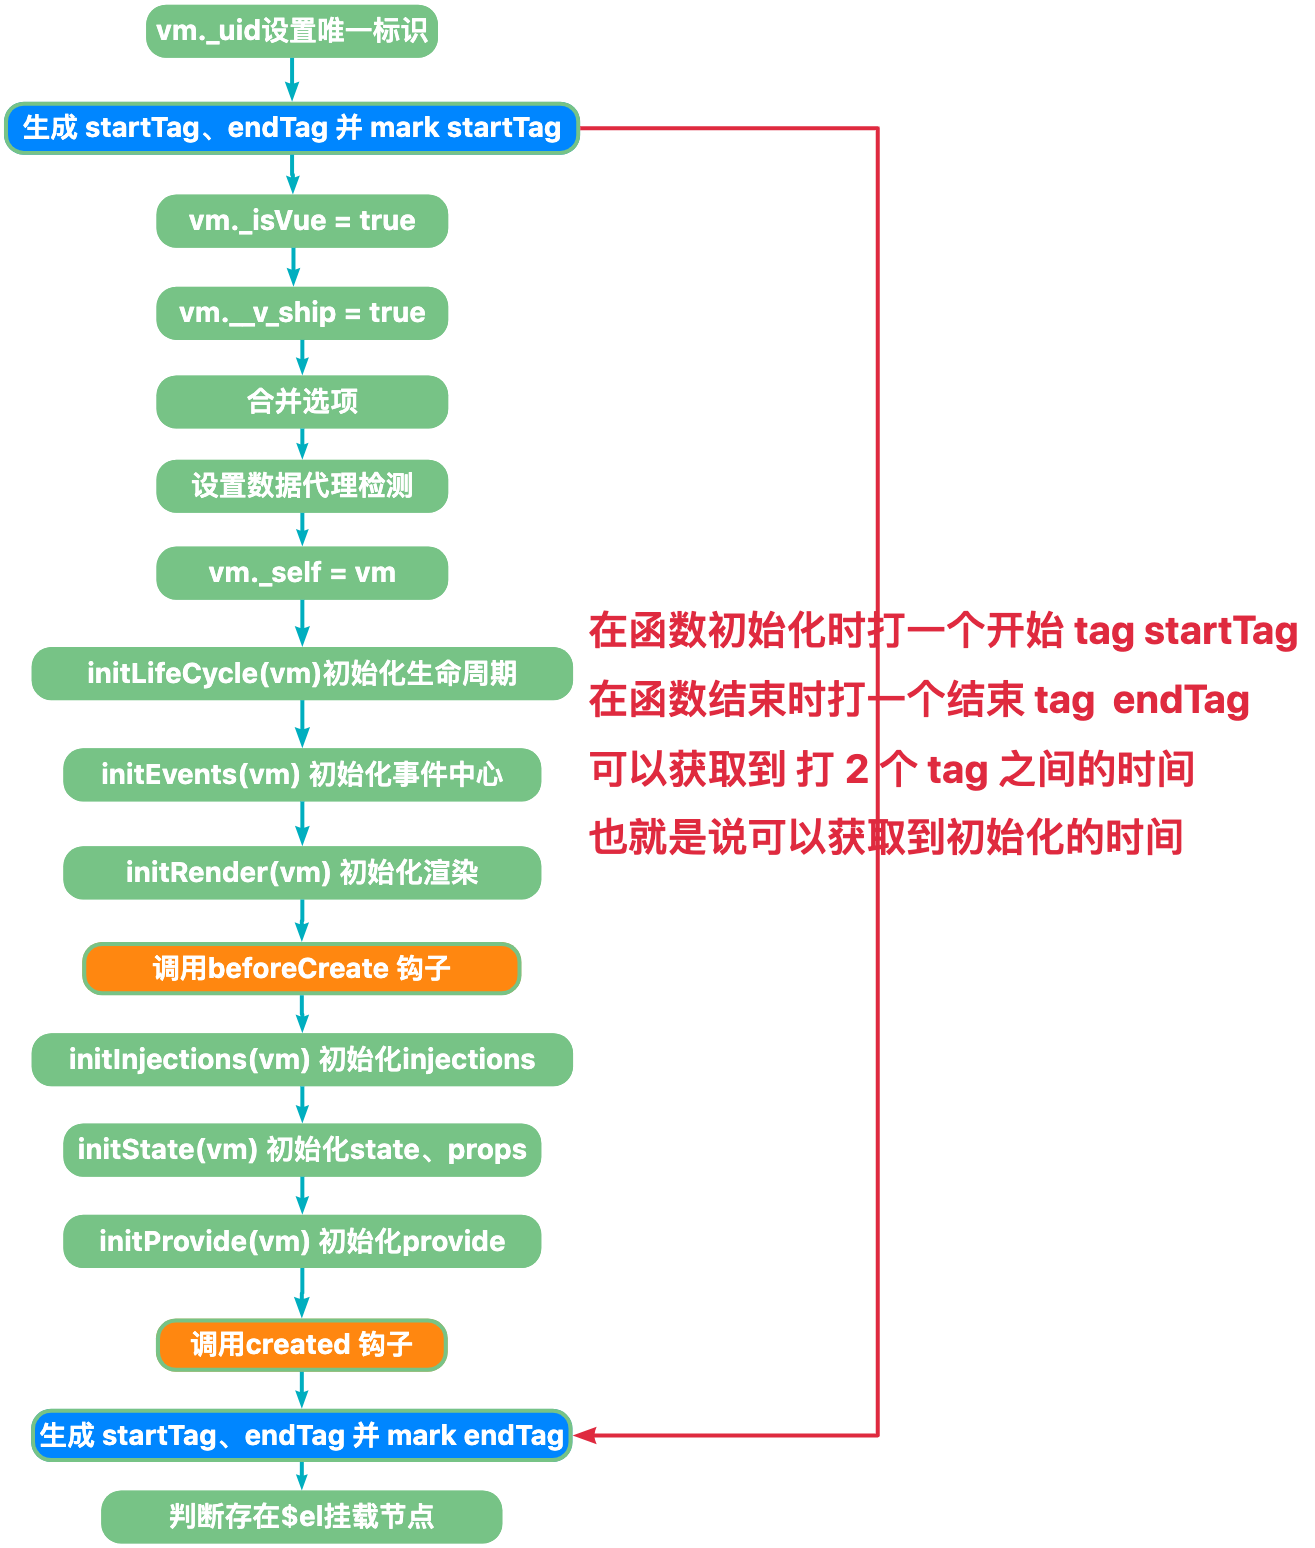 vm._uid设置唯一标识
生成 startTag、endTag 并 mark startTag
vm._isVue = true
vm.__v_ship = true
合并选项
设置数据代理检测
vm._self = vm
在函数初始化时打一个开始 tag startTag
initLifeCycle(vm)初始化生命周期
在函数结束时打一个结束 tag endTag
initEvents(vm) 初始化事件中心
可以获取到 打 2 个 tag 之间的时间
也就是说可以获取到初始化的时间
initRender(vm) 初始化渲染
调用beforeCreate 钩子
initInjections(vm) 初始化injections
initState(vm) 初始化state、props
initProvide(vm) 初始化provide
调用created 钩子
生成 startTag、endTag 并 mark endTag
判断存在$el挂载节点